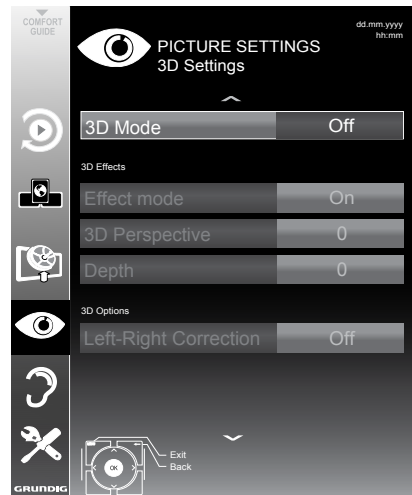 COMFORT
GUIDE
dd.mm.yyyy
hh:mm
PICTURE SETTINGS
3D Settings
3D Mode Off
3D Effects
Effect mode On
3D Perspective 0
Depth 0
3D Options
Left-Right Correction Off
Exit
Back
OK
GRUNDIG